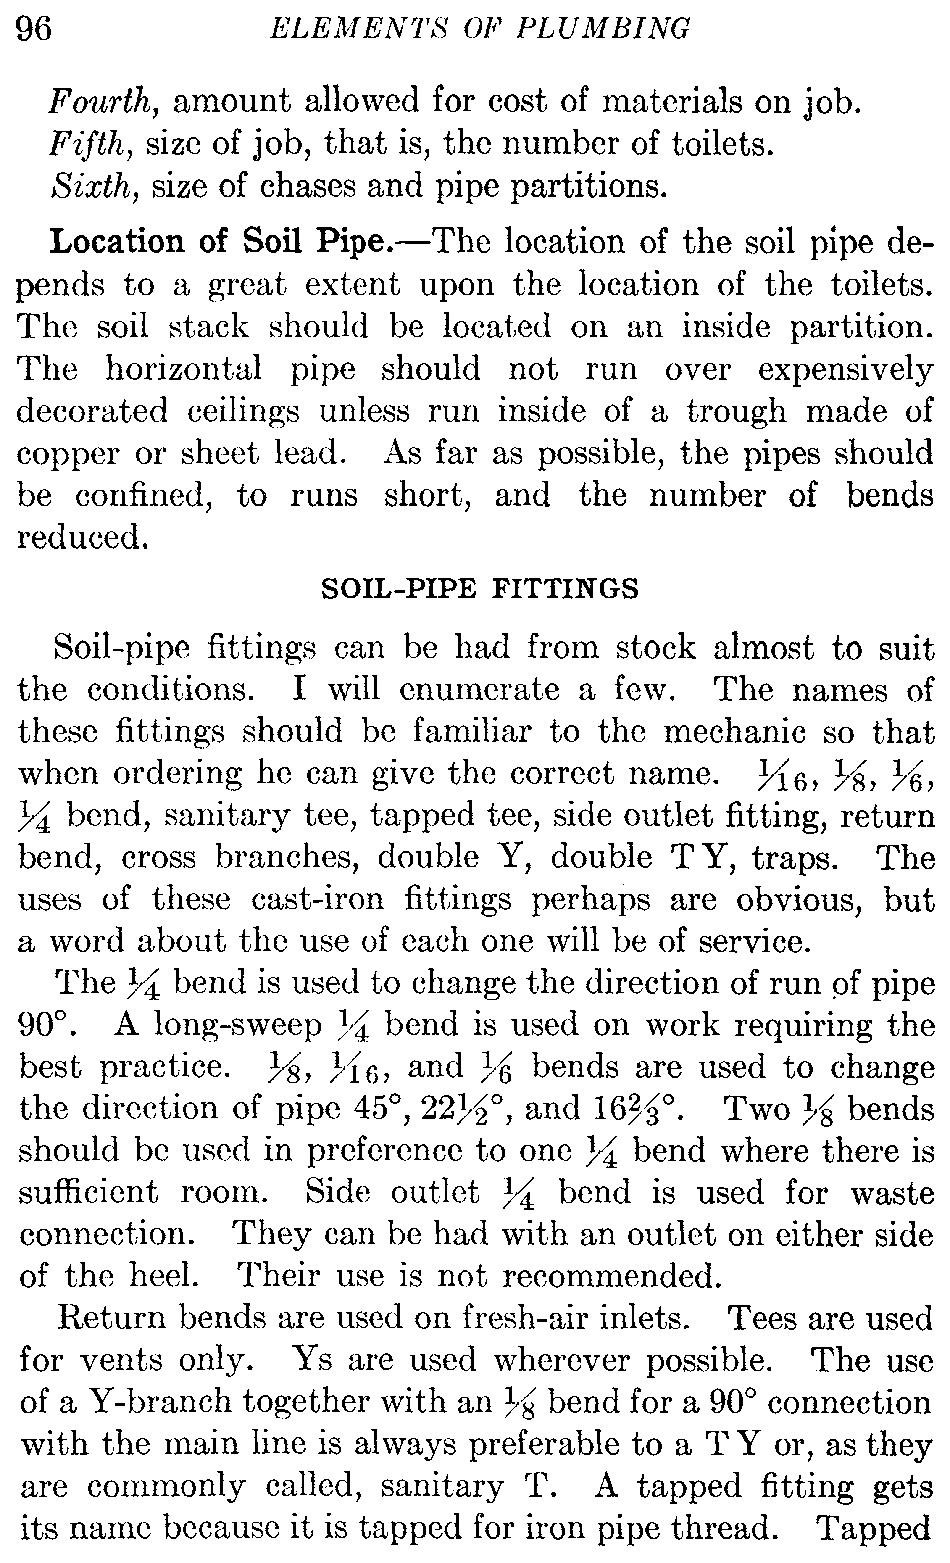 96 ELEMENTS OF PLUMBING
Fourth, amount allowed for cost of materials on job.
Fifth, size of job, that is, the number of toilets.
Sixth, size of chases and pipe partitions.
Location of Soil Pipe.—The location of the soil pipe de-
pends to a great extent upon the location of the toilets.
The soil stack should be located on an inside partition.
The horizontal pipe should not run over expensively
decorated ceilings unless run inside of a trough made of
copper or sheet lead. As far as possible, the pipes should
be confined, to runs short, and the number of bends
reduced.
SOIL-PIPE FITTINGS
Soil-pipe fittings can be had from stock almost to suit
the conditions. I will enumerate a few. The names of
these fittings should be familiar to the mechanic so that
when ordering he can give the correct name. 1/16, 1/8, 1/6,
1/4 bend, sanitary tee, tapped tee, side outlet fitting, return
bend, cross branches, double Y, double T Y, traps. The
uses of these cast-iron fittings perhaps are obvious, but
a word about the use of each one will be of service.
The 1/4 bend is used to change the direction of run of pipe
90°. A long-sweep 1/4 bend is used on work requiring the
best practice. 1/8, 1/16, and 1/6 bends are used to change
the direction of pipe 45°, 22 1/2°, and 16 2/3°. Two 1/8 bends
should be used in preference to one 1/4 bend where there is
sufficient room. Side outlet 1/4 bend is used for waste
connection. They can be had with an outlet on either side
of the heel. Their use is not recommended.
Return bends are used on fresh-air inlets. Tees are used
for vents only. Ys are used wherever possible. The use
of a Y-branch together with an 1/8 bend for a 90° connection
with the main line is always preferable to a T Y or, as they
are commonly called, sanitary T. A tapped fitting gets
its name because it is tapped for iron pipe thread. Tapped